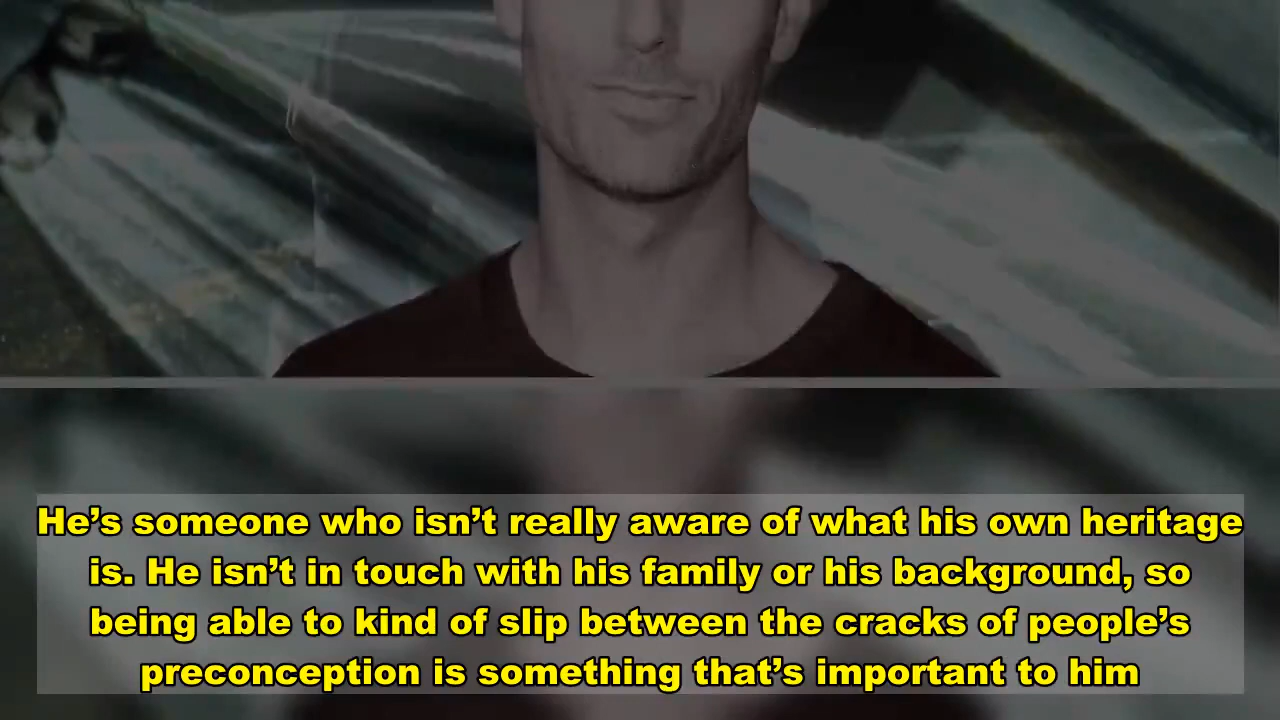 He’s someone who isn’t really aware of what his own heritage
is. He isn’t in touch with his family or his background, so
being able to kind of slip between the cracks of people’s
preconception is something that’s important to him